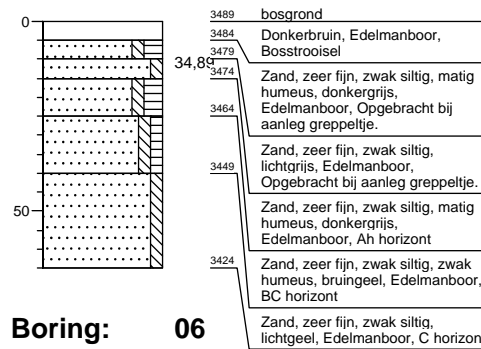 0
50
34,89
3489
bosgrond
3484
Donkerbruin, Edelmanboor,
Bosstrooisel
3479
Zand, zeer fijn, zwak siltig, matig
humeus, donkergrijs,
Edelmanboor, Opgebracht bij
aanleg greppeltje.
3474
Zand, zeer fijn, zwak siltig,
lichtgrijs, Edelmanboor,
Opgebracht bij aanleg greppeltje.
3464
Zand, zeer fijn, zwak siltig, matig
humeus, donkergrijs,
Edelmanboor, Ah horizont
3449
Zand, zeer fijn, zwak siltig, zwak
humeus, bruingeel, Edelmanboor,
BC horizont
3424
Zand, zeer fijn, zwak siltig,
lichtgeel, Edelmanboor, C horizon
Boring: 06